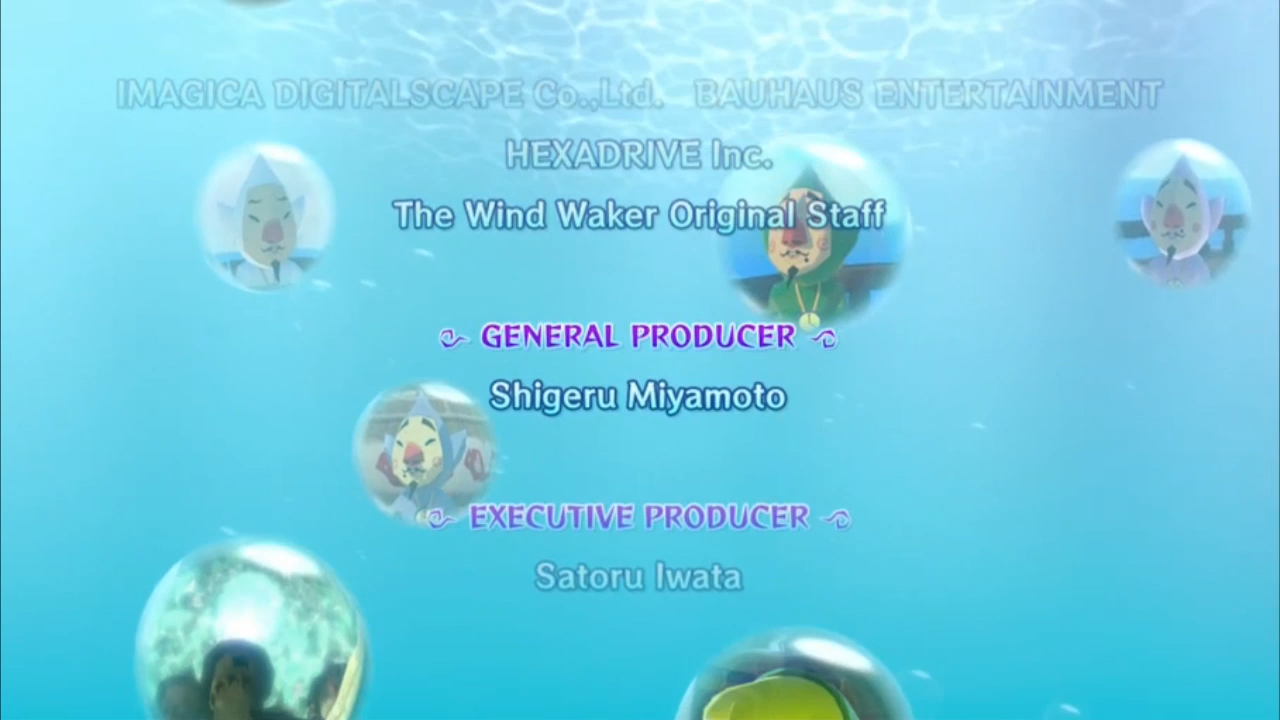 IMAGICA DIGITALSCAPE Co.,Ltd. BAUHAUS ENTERTAINMENT
HEXADRIVE Inc.
The Wind Waker Original Staff
GENERAL PRODUCER
Shigeru Miyamoto
EXECUTIVE PRODUCER
Satoru Iwata